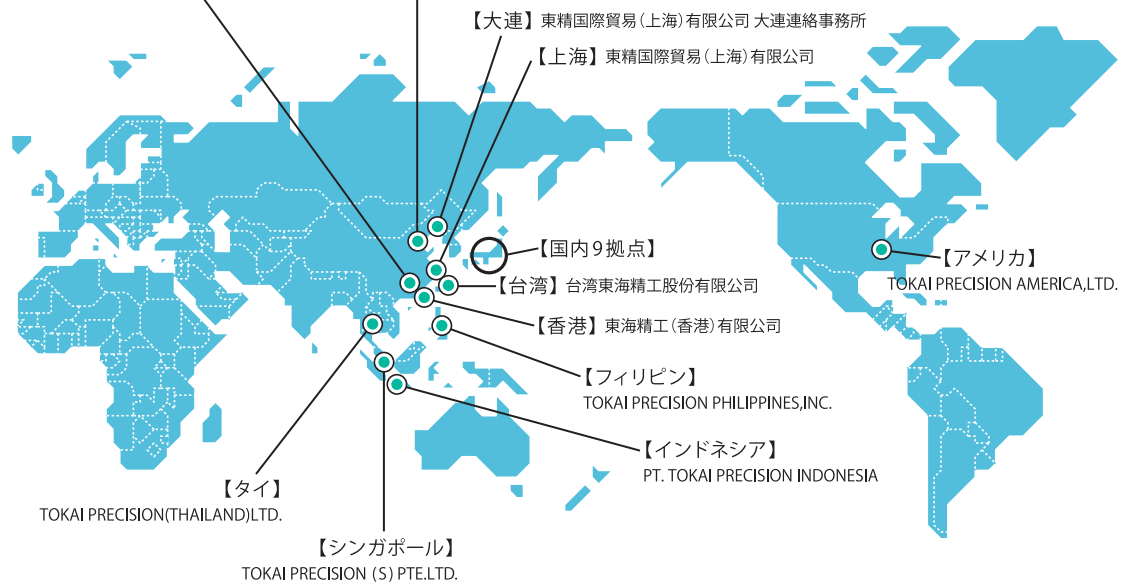 【大連】 東精国際貿易(上海)有限公司 大連連絡事務所
【上海】 東精国際貿易(上海)有限公司
【国内9拠点】
【台湾】 台湾東海精工股份有限公司
【香港】 東海精工(香港)有限公司
【アメリカ】
TOKAI PRECISION AMERICA,LTD.
【フィリピン】
TOKAI PRECISION PHILIPPINES,INC.
【インドネシア】
PT. TOKAI PRECISION INDONESIA
【タイ】
TOKAI PRECISION(THAILAND)LTD.
【シンガポール】
TOKAI PRECISION (S) PTE.LTD.